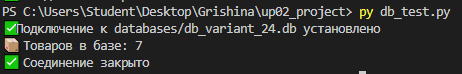 PS C:\Users\Student\Desktop\Grishina\up02_project> py db_test.py
✅Подключение к databases/db_variant_24.db установлено
📦 Товаров в базе: 7
✅ Соединение закрыто